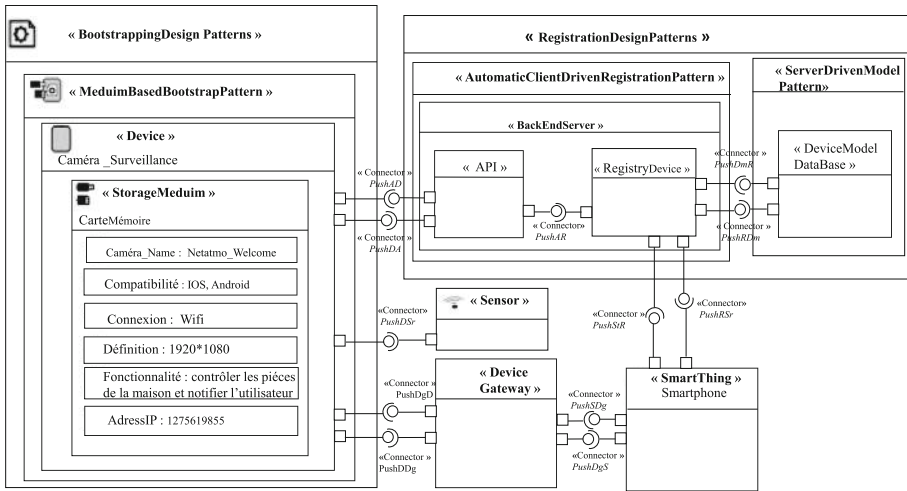 « BootstrappingDesign Patterns »
« MeduimBasedBootstrapPattern»
« Device »
Caméra _Surveillance
« StorageMeduim »
CarteMémoire
Caméra_Name : Netatmo_Welcome
Compatibilité : IOS, Android
Connexion : Wifi
Définition : 1920*1080
Fonctionnalité : contrôler les piéces
de la maison et notifier l'utilisateur
AdressIP : 1275619855
« Connector »
PushAD
« Connector »
PushDA
«Connector»
PushDSr
«Connector»
PushDgD
«Connector »
PushDDg
« RegistrationDesignPatterns »
« AutomaticClientDrivenRegistrationPattern»
« BackEndServer »
« API »
« Connector »
PushAR
« RegistryDevice »
« Connector »
PushDmR
« Connector »
PushRDm
« ServerDrivenModel
Pattern»
« DeviceModel
DataBase »
« Sensor »
« Device
Gateway »
«Connector »
PushSDg
«Connector »
PushDgS
«Connector»
PushStR
«Connector»
PushRSr
« SmartThing »
Smartphone